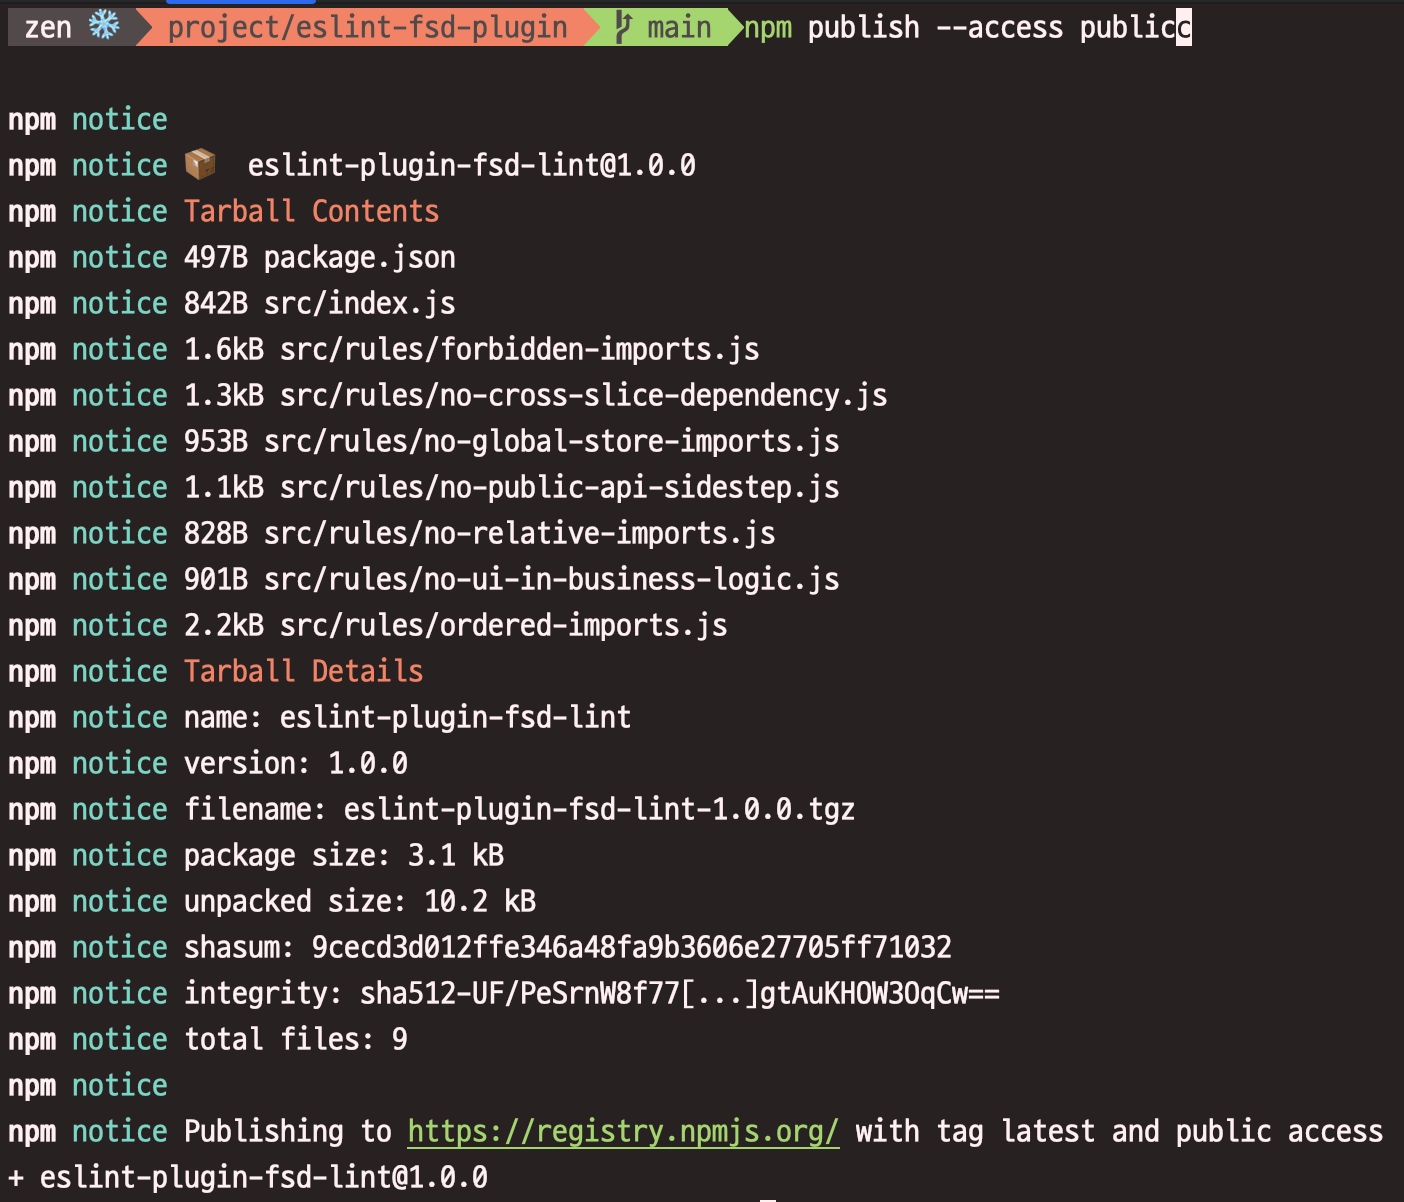 zen ❄️ project/eslint-fsd-plugin main npm publish --access publicc
npm notice
npm notice 📦 eslint-plugin-fsd-lint@1.0.0
npm notice Tarball Contents
npm notice 497B package.json
npm notice 842B src/index.js
npm notice 1.6kB src/rules/forbidden-imports.js
npm notice 1.3kB src/rules/no-cross-slice-dependency.js
npm notice 953B src/rules/no-global-store-imports.js
npm notice 1.1kB src/rules/no-public-api-sidestep.js
npm notice 828B src/rules/no-relative-imports.js
npm notice 901B src/rules/no-ui-in-business-logic.js
npm notice 2.2kB src/rules/ordered-imports.js
npm notice Tarball Details
npm notice name: eslint-plugin-fsd-lint
npm notice version: 1.0.0
npm notice filename: eslint-plugin-fsd-lint-1.0.0.tgz
npm notice package size: 3.1 kB
npm notice unpacked size: 10.2 kB
npm notice shasum: 9cecd3d012ffe346a48fa9b3606e27705ff71032
npm notice integrity: sha512-UF/PeSrnW8f77[...]gtAuKHOW3OqCw==
npm notice total files: 9
npm notice
npm notice Publishing to https://registry.npmjs.org/ with tag latest and public access
+ eslint-plugin-fsd-lint@1.0.0